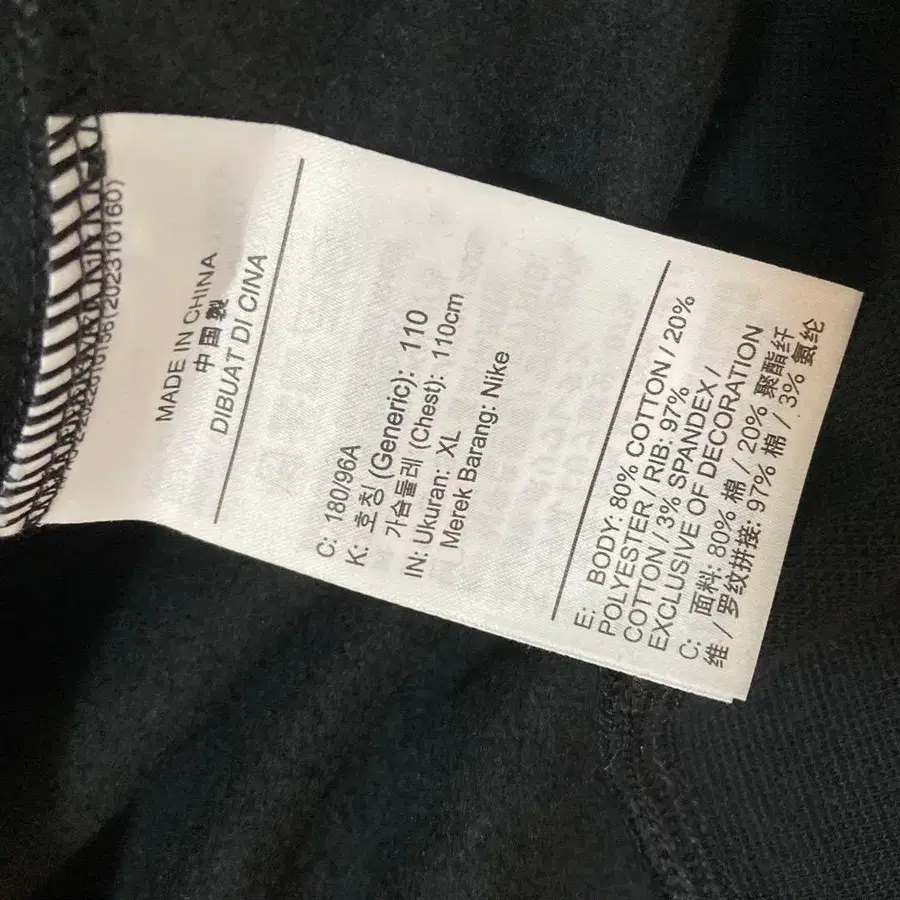 MADE IN CHINA
中国製
DIBUAT DI CINA
C: 180/96A
K: 호칭 (Generic): 110
가슴둘레 (Chest): 110cm
IN: Ukuran: XL
Merek Barang: Nike
E: BODY: 80% COTTON / 20%
POLYESTER / RIB: 97%
COTTON / 3% SPANDEX /
EXCLUSIVE OF DECORATION
C: 面料: 80% 棉 / 20% 聚酯纤
维 / 罗纹拼接: 97% 棉 / 3% 氨纶